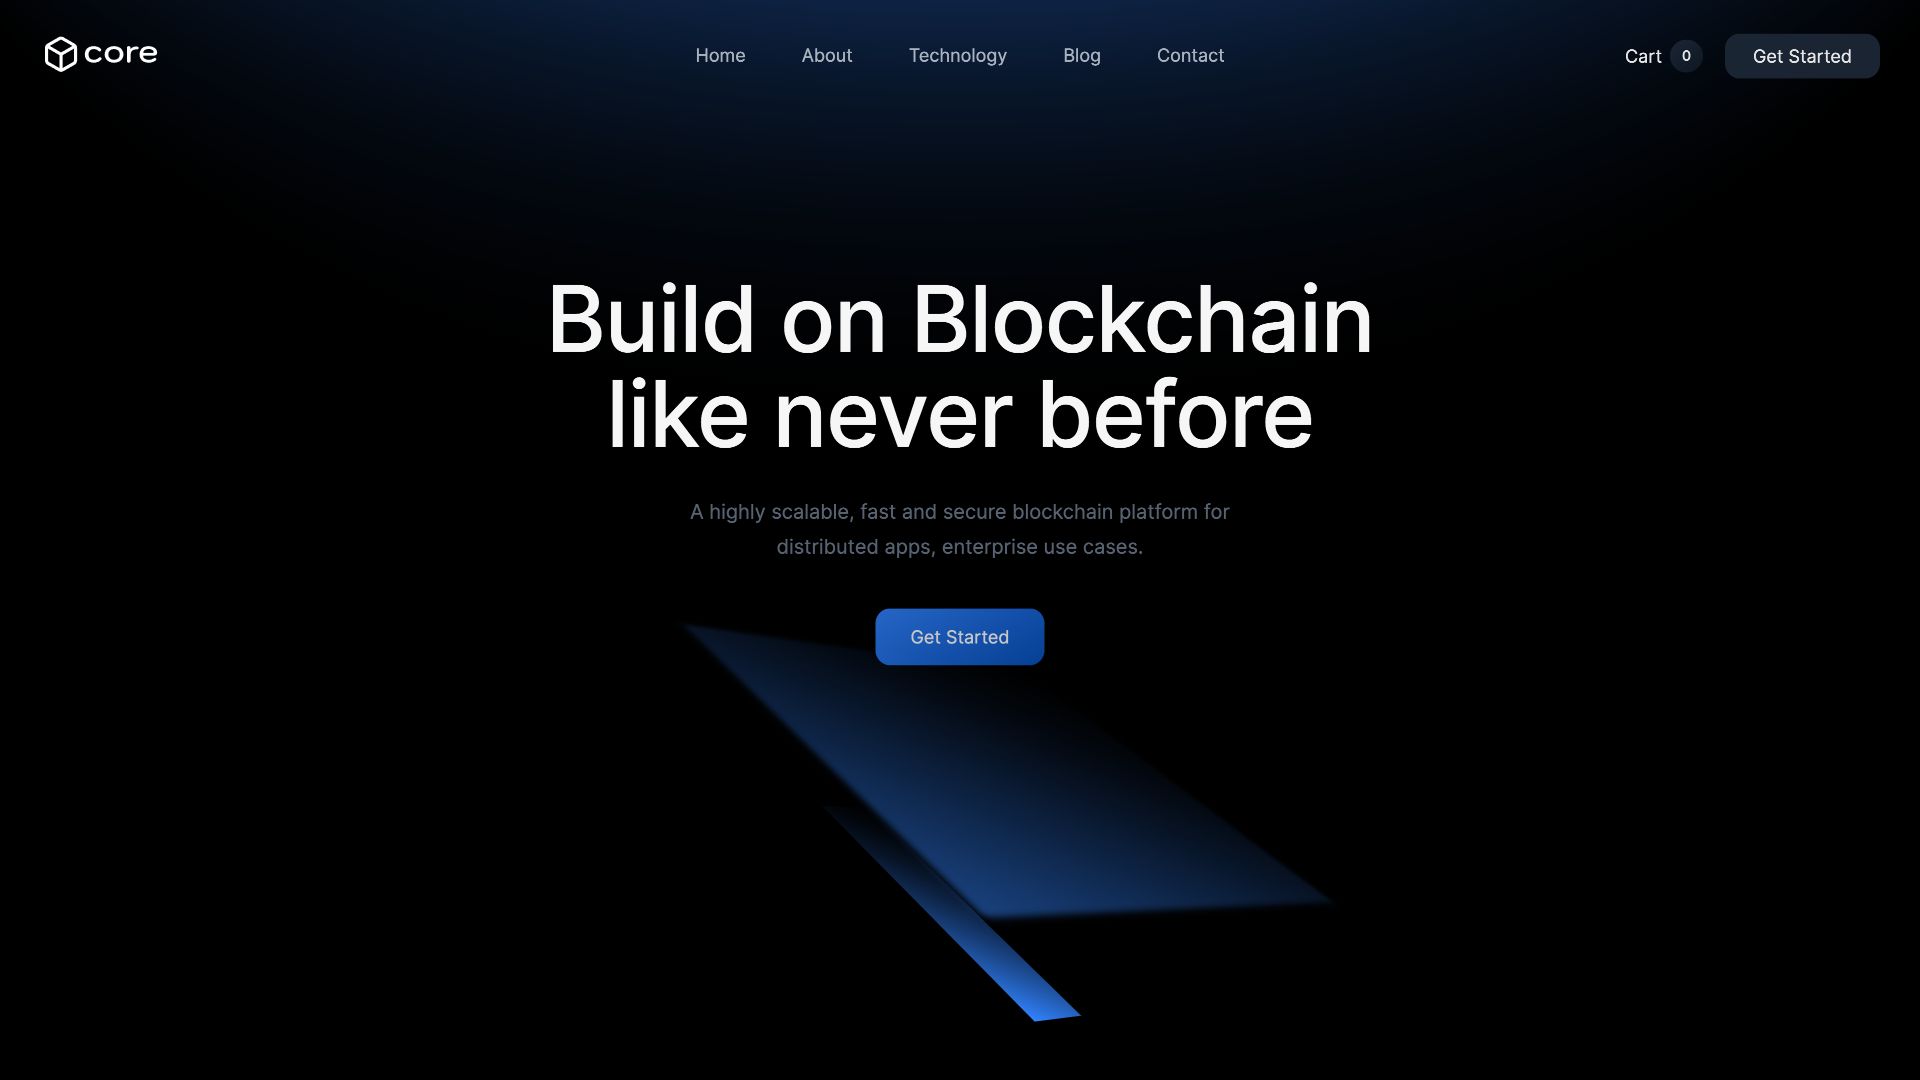 core
Home
About
Technology
Blog
Contact
Cart 0
Get Started
Build on Blockchain
like never before
A highly scalable, fast and secure blockchain platform for
distributed apps, enterprise use cases.
Get Started